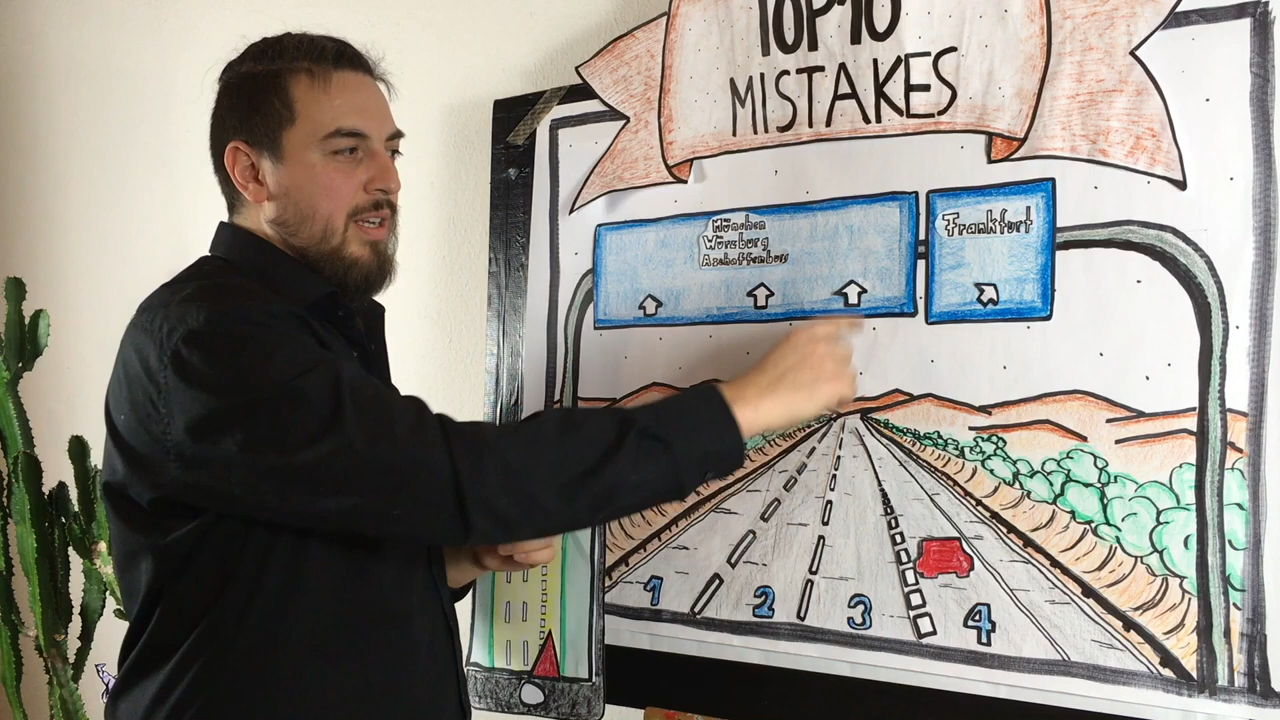 TOP 10
MISTAKES
München
Würzburg
Aschaffenburg
Frankfurt
1 2 3 4